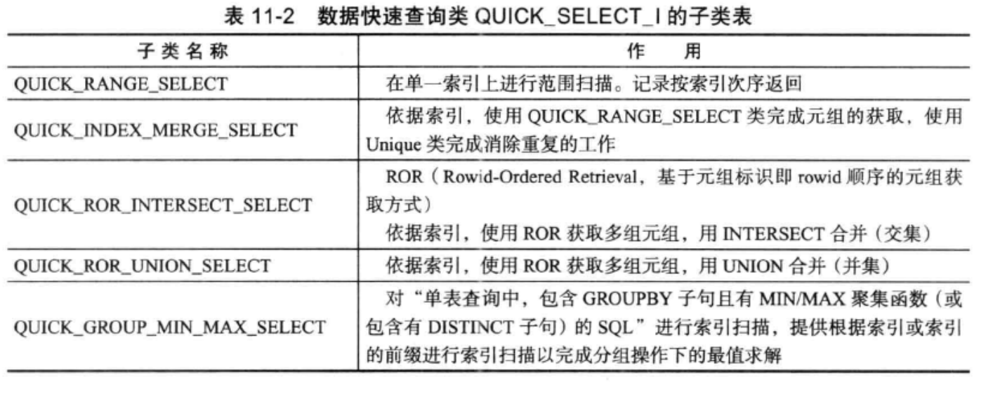 表 11-2 数据快速查询类 QUICK_SELECT_I 的子类表
子类名称
作 用
QUICK_RANGE_SELECT
在单一索引上进行范围扫描。记录按索引次序返回
QUICK_INDEX_MERGE_SELECT
依据索引，使用 QUICK_RANGE_SELECT 类完成元组的获取，使用
Unique 类完成消除重复的工作
QUICK_ROR_INTERSECT_SELECT
ROR（Rowid-Ordered Retrieval，基于元组标识即 rowid 顺序的元组获
取方式）
依据索引，使用 ROR 获取多组元组，用 INTERSECT 合并（交集）
QUICK_ROR_UNION_SELECT
依据索引，使用 ROR 获取多组元组，用 UNION 合并（并集）
QUICK_GROUP_MIN_MAX_SELECT
对“单表查询中，包含 GROUPBY 子句且有 MIN/MAX 聚集函数（或
包含有 DISTINCT 子句）的 SQL”进行索引扫描，提供根据索引或索引
的前缀进行索引扫描以完成分组操作下的最值求解